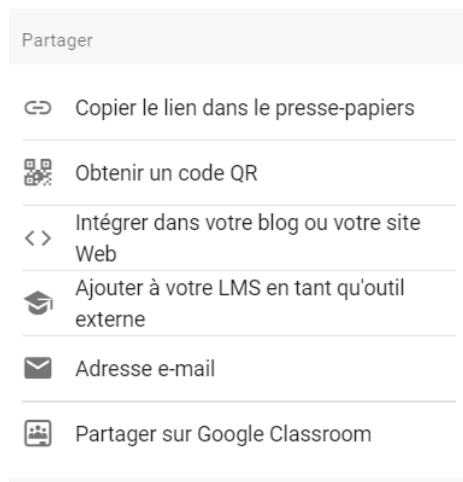 Partager
Copier le lien dans le presse-papiers
Obtenir un code QR
Intégrer dans votre blog ou votre site
Web
Ajouter à votre LMS en tant qu'outil
externe
Adresse e-mail
Partager sur Google Classroom